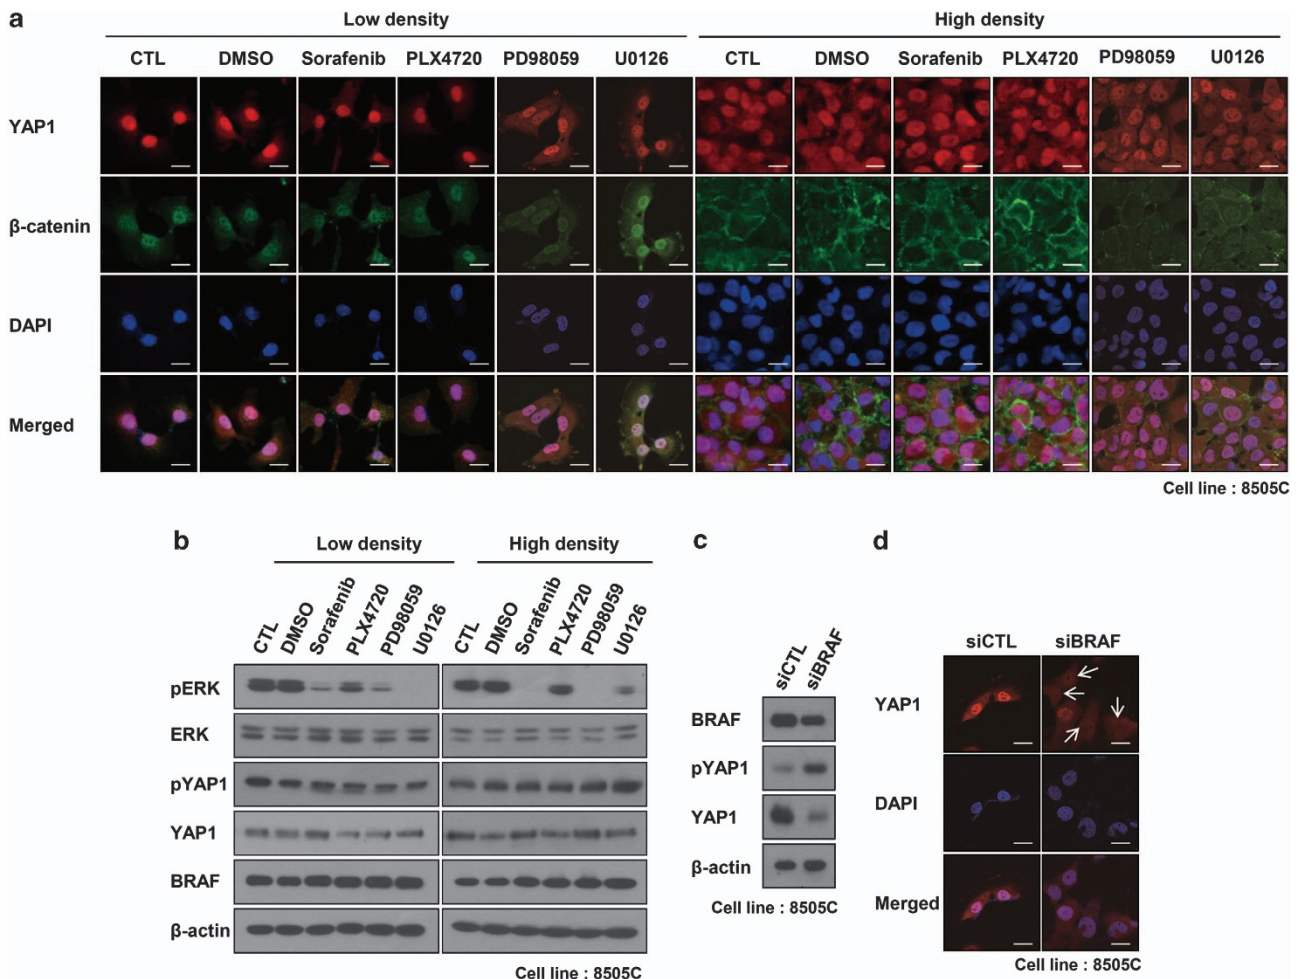 a
Low density
High density
CTL DMSO Sorafenib PLX4720 PD98059 U0126 CTL DMSO Sorafenib PLX4720 PD98059 U0126
YAP1
β-catenin
DAPI
Merged
Cell line : 8505C
b
Low density
High density
CTL DMSO Sorafenib PLX4720 PD98059 U0126 CTL DMSO Sorafenib PLX4720 PD98059 U0126
pERK
ERK
pYAP1
YAP1
BRAF
β-actin
Cell line : 8505C
c
siCTL siBRAF
BRAF
pYAP1
YAP1
β-actin
Cell line : 8505C
d
siCTL siBRAF
YAP1
DAPI
Merged
Cell line : 8505C